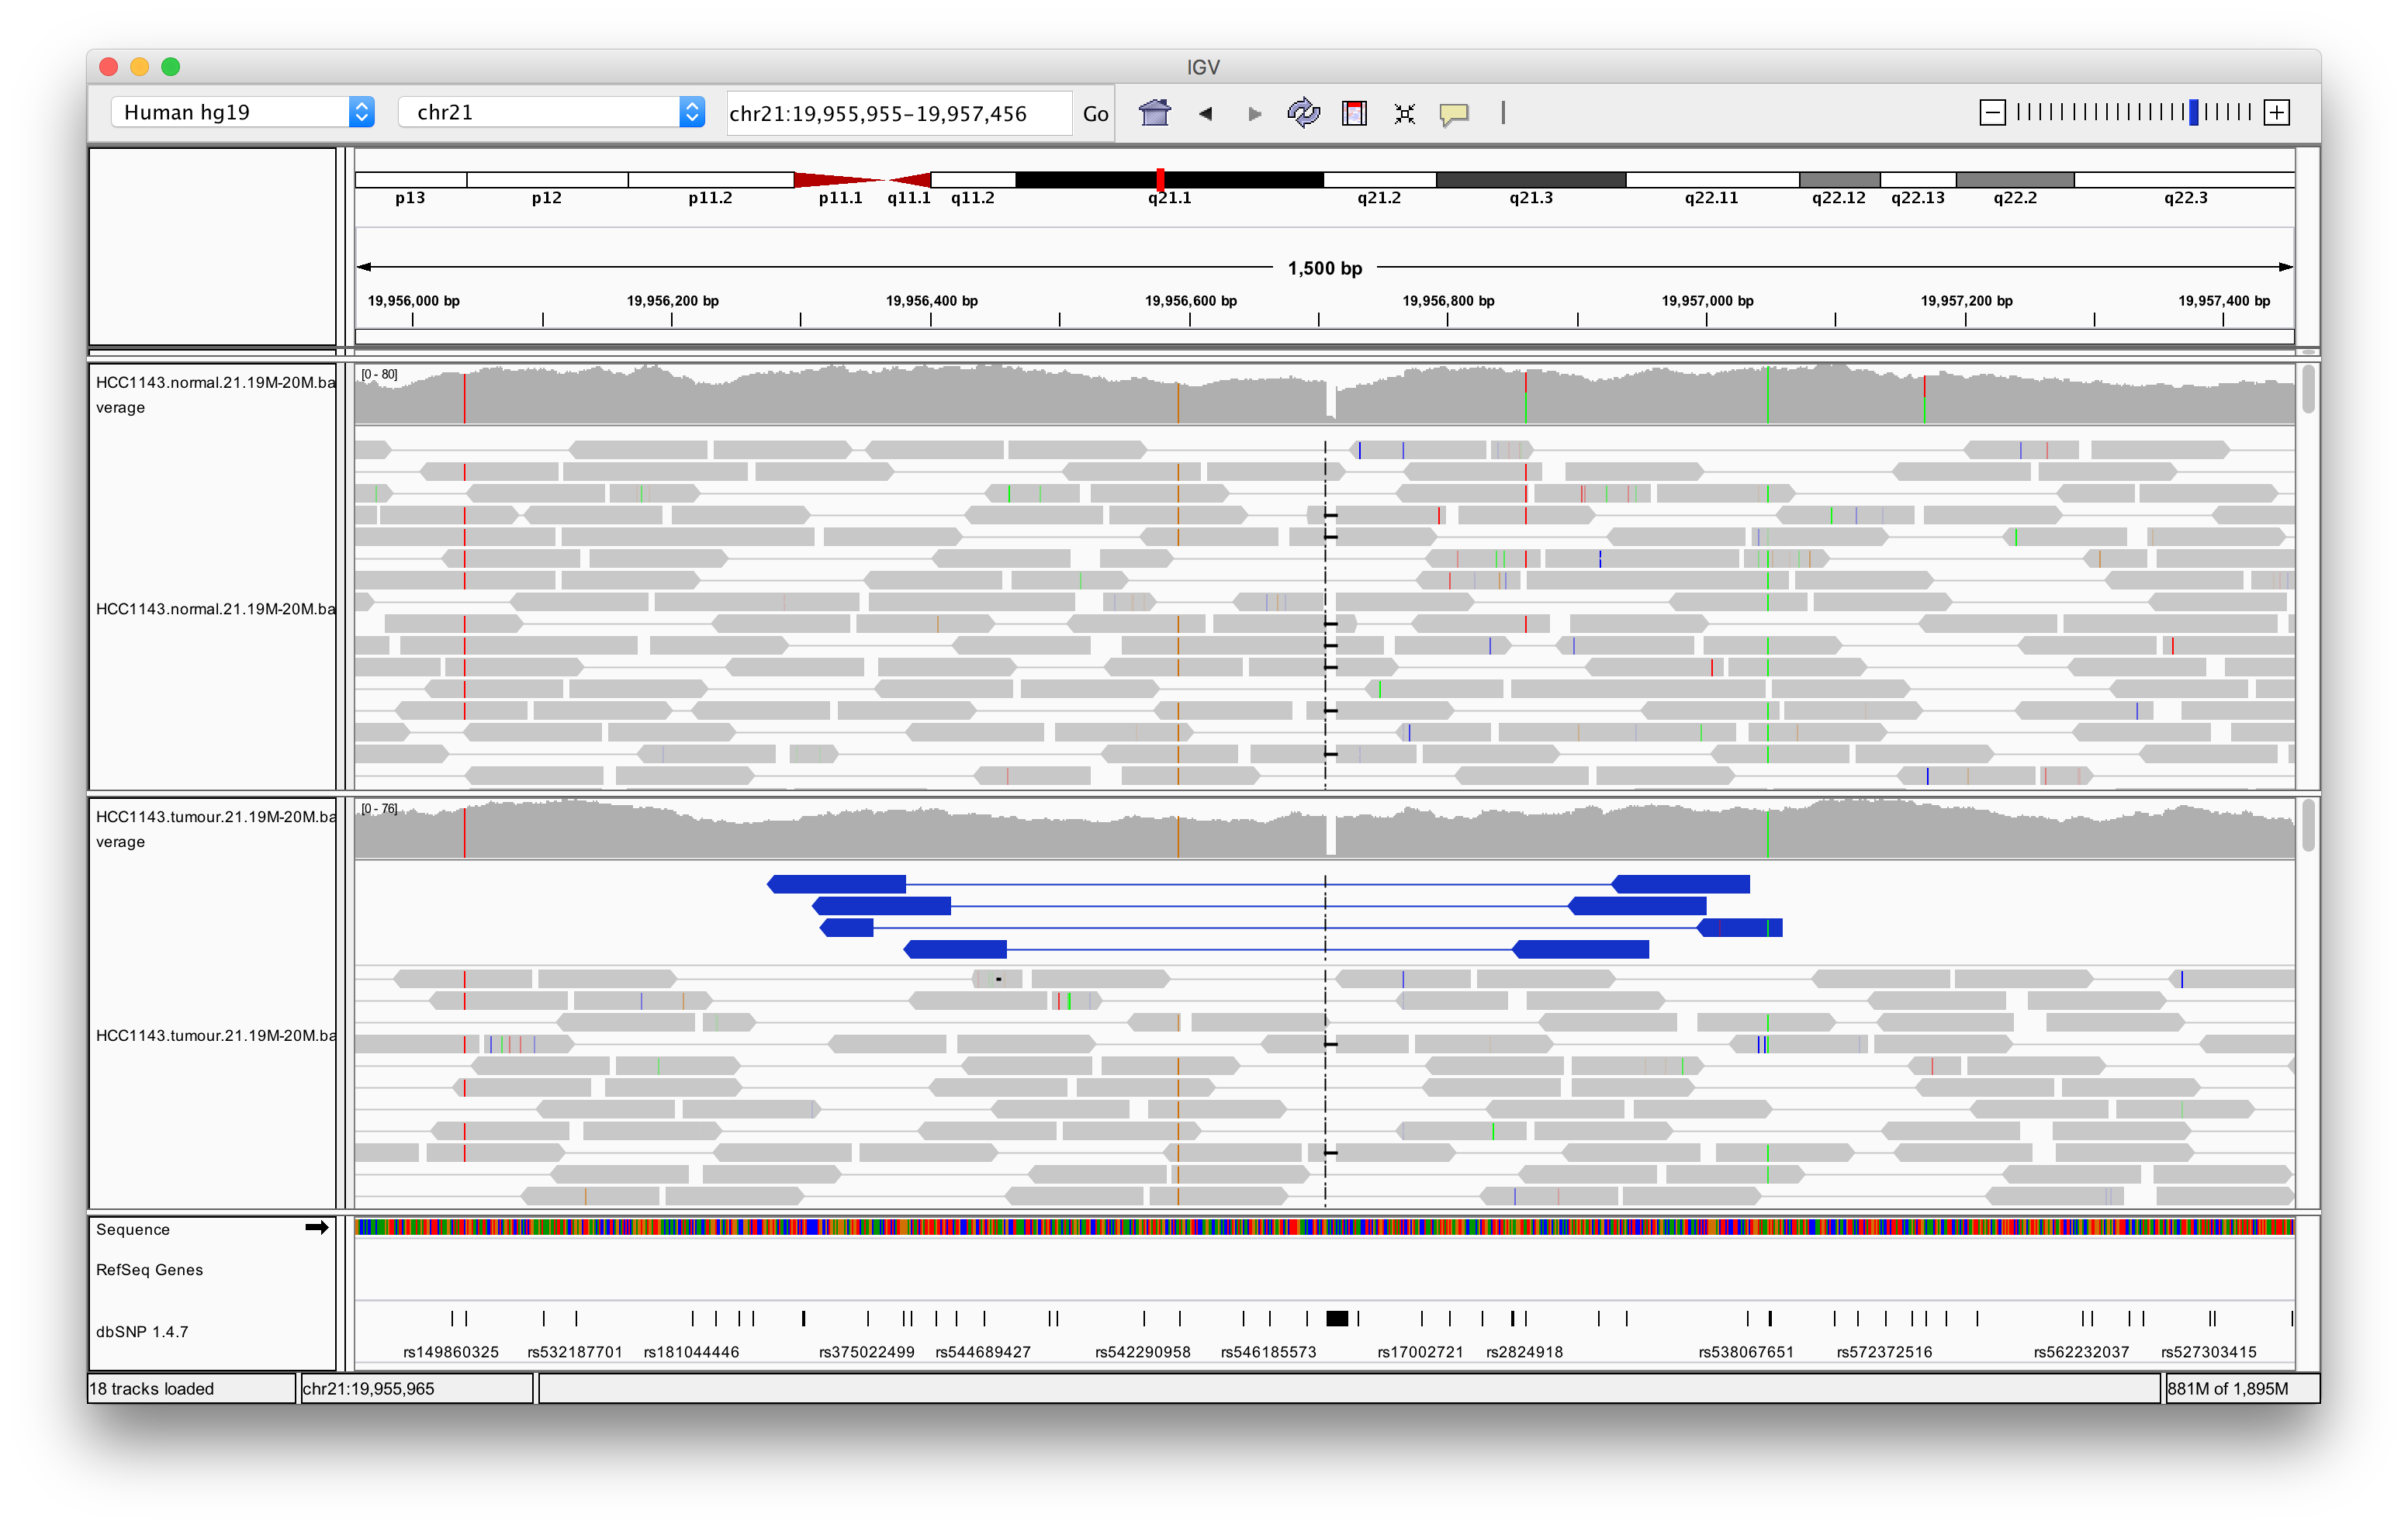 IGV
Human hg19 chr21 chr21:19,955,955-19,957,456 Go
p13 p12 p11.2 p11.1 q11.1 q11.2 q21.1 q21.2 q21.3 q22.11 q22.12 q22.13 q22.2 q22.3
1,500 bp
19,956,000 bp 19,956,200 bp 19,956,400 bp 19,956,600 bp 19,956,800 bp 19,957,000 bp 19,957,200 bp 19,957,400 bp
HCC1143.normal.21.19M-20M.ba [0 - 80]
verage
HCC1143.normal.21.19M-20M.ba
HCC1143.tumour.21.19M-20M.ba [0 - 76]
verage
HCC1143.tumour.21.19M-20M.ba
Sequence
RefSeq Genes
dbSNP 1.4.7
rs149860325 rs532187701 rs181044446 rs375022499 rs544689427 rs542290958 rs546185573 rs17002721 rs2824918 rs538067651 rs572372516 rs562232037 rs527303415
18 tracks loaded chr21:19,955,965 881M of 1,895M